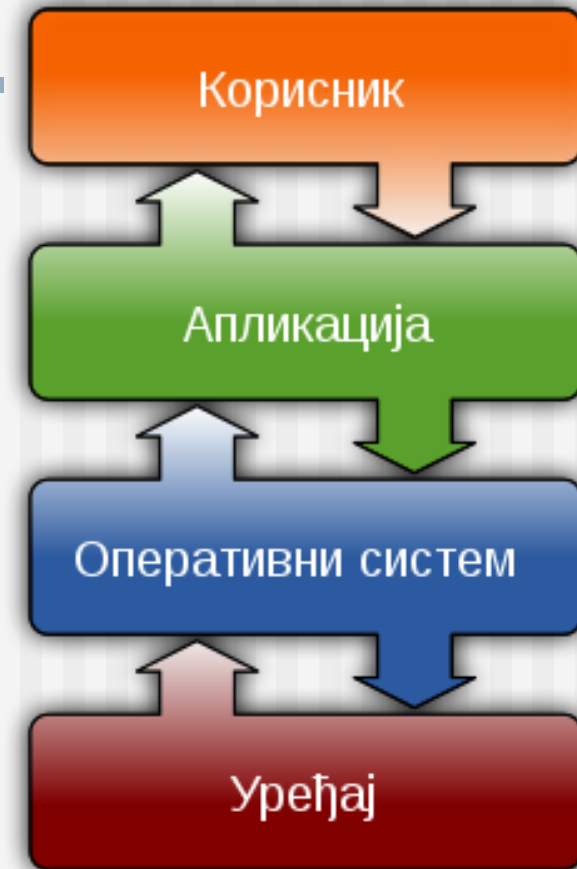 Корисник
Апликација
Оперативни систем
Уређај